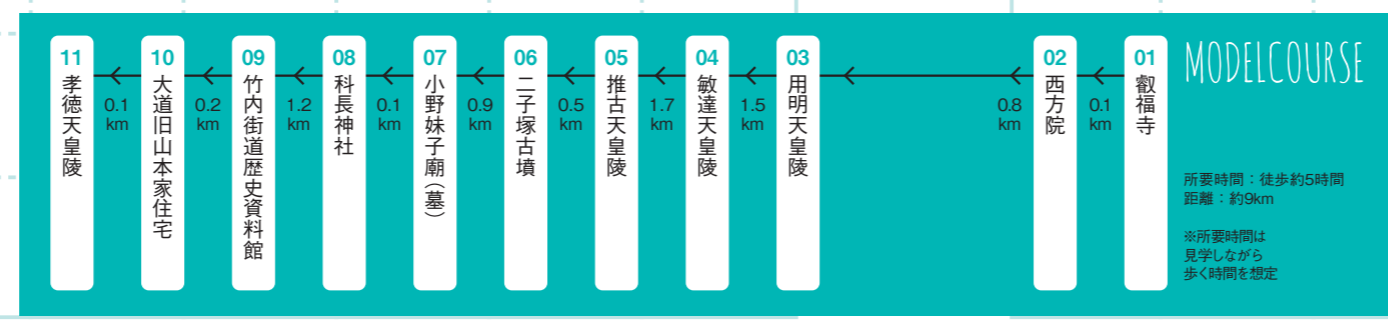 MODELCOURSE
所要時間：徒歩約5時間
距離：約9km
※所要時間は
見学しながら
歩く時間を想定
01
叡福寺
0.1
km
02
西方院
0.8
km
03
用明天皇陵
1.5
km
04
敏達天皇陵
1.7
km
05
推古天皇陵
0.5
km
06
二子塚古墳
0.9
km
07
小野妹子廟（墓）
0.1
km
08
科長神社
1.2
km
09
竹内街道歴史資料館
0.2
km
10
大道旧山本家住宅
0.1
km
11
孝徳天皇陵